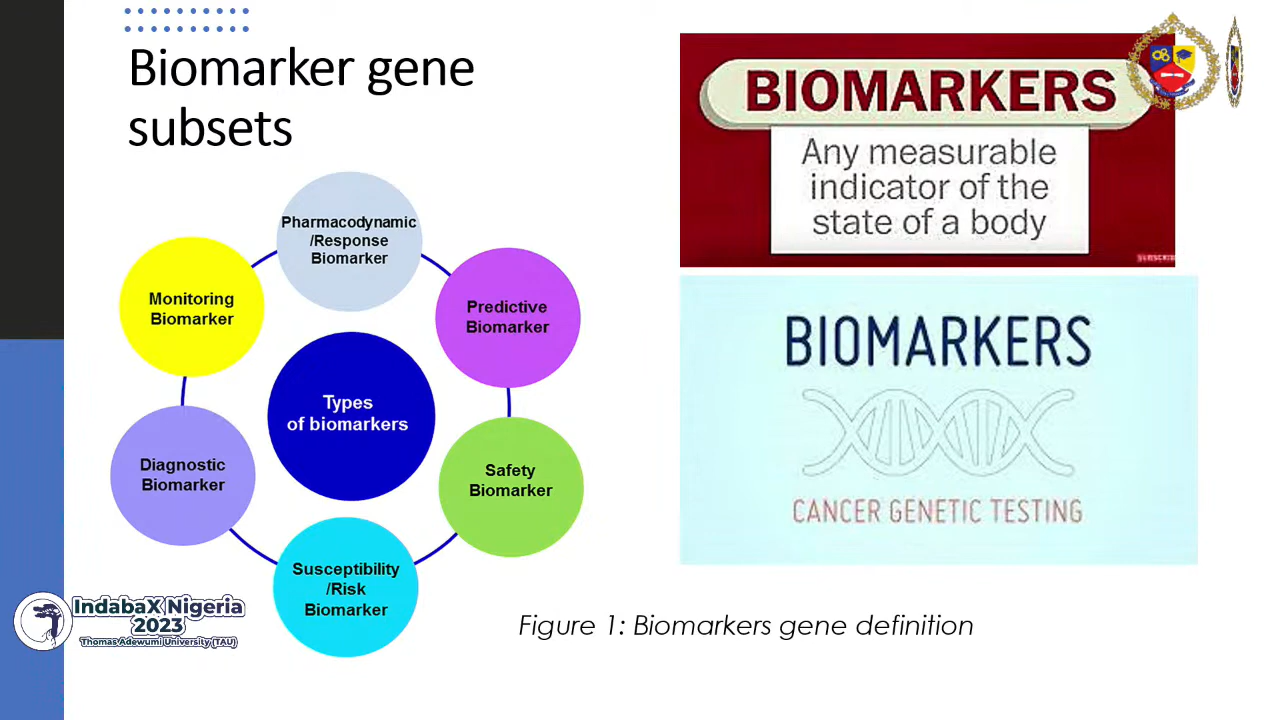 Biomarker gene
subsets
Pharmacodynamic
/Response
Biomarker
Monitoring
Biomarker
Predictive
Biomarker
Types
of biomarkers
Diagnostic
Biomarker
Safety
Biomarker
Susceptibility
/Risk
Biomarker
BIOMARKERS
Any measurable
indicator of the
state of a body
SUBSCRIBE
BIOMARKERS
CANCER GENETIC TESTING
Figure 1: Biomarkers gene definition
IndabaX Nigeria
2023
Thomas Adewumi University (TAU)